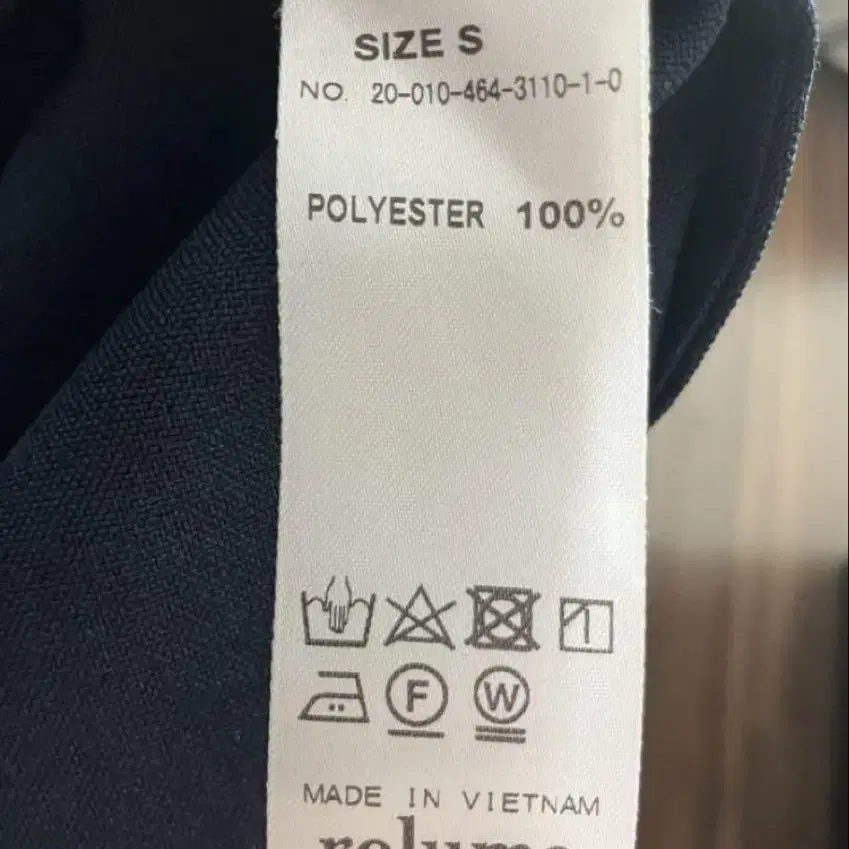 SIZE S
NO. 20-010-464-3110-1-0
POLYESTER 100%
F W
MADE IN VIETNAM